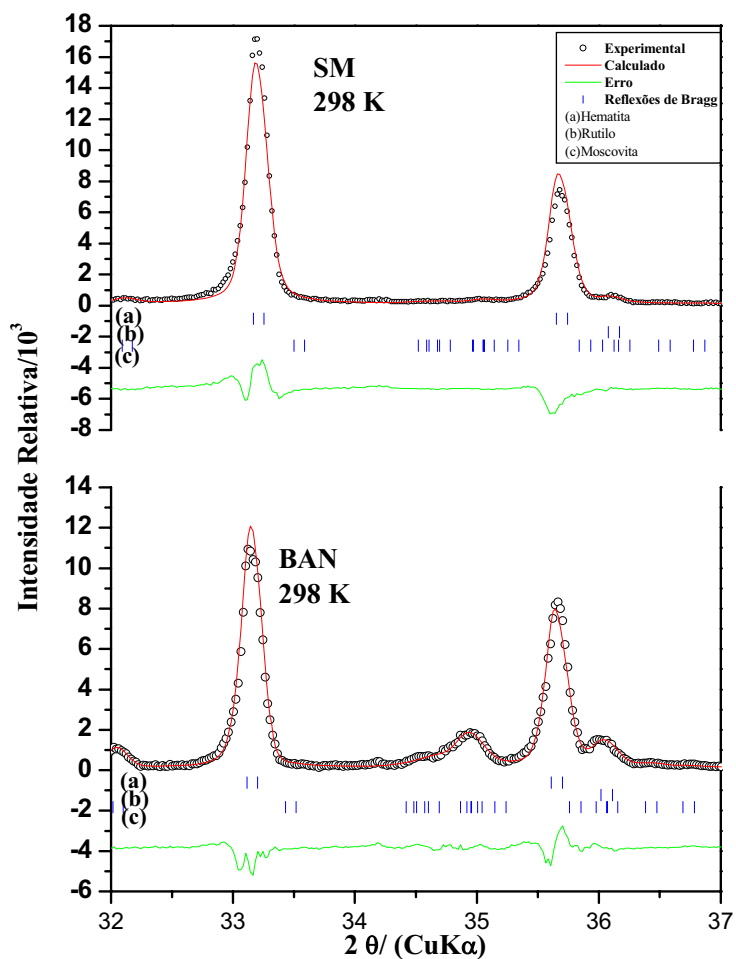 18
16
14
12
10
8
6
4
2
0
-2
-4
-6
-8
SM
298 K
Experimental
Calculado
Erro
Reflexões de Bragg
(a)Hematita
(b)Rutilo
(c)Moscovita
(a)
(b)
(c)
Intensidade Relativa/10³
14
12
10
8
6
4
2
0
-2
-4
-6
BAN
298 K
(a)
(b)
(c)
32 33 34 35 36 37
2 θ/ (CuKα)